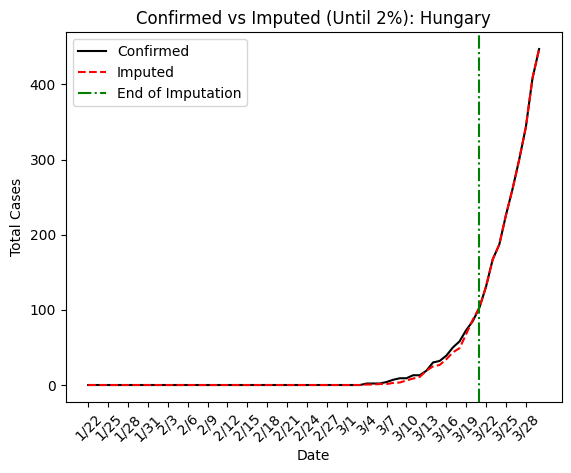 Confirmed vs Imputed (Until 2%): Hungary
Confirmed
Imputed
End of Imputation
Total Cases
400
300
200
100
0
1/22 1/25 1/28 1/31 2/3 2/6 2/9 2/12 2/15 2/18 2/21 2/24 2/27 3/1 3/4 3/7 3/10 3/13 3/16 3/19 3/22 3/25 3/28
Date